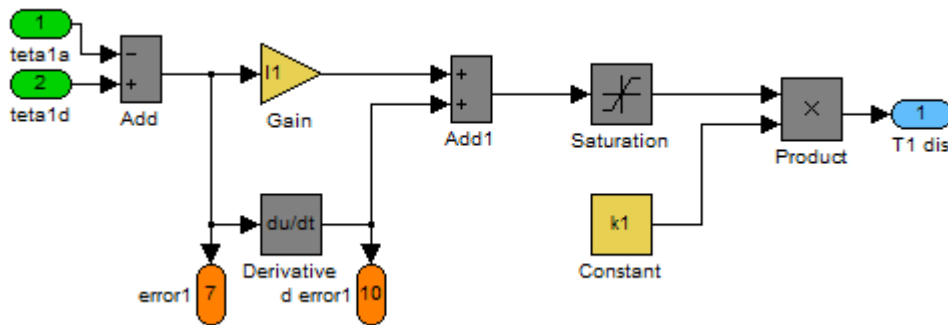 1
teta1a
2
teta1d
−
+
Add
l1
Gain
+
+
Add1
Saturation
×
Product
1
T1 dis
du/dt
Derivative
k1
Constant
error1
7
d error1
10